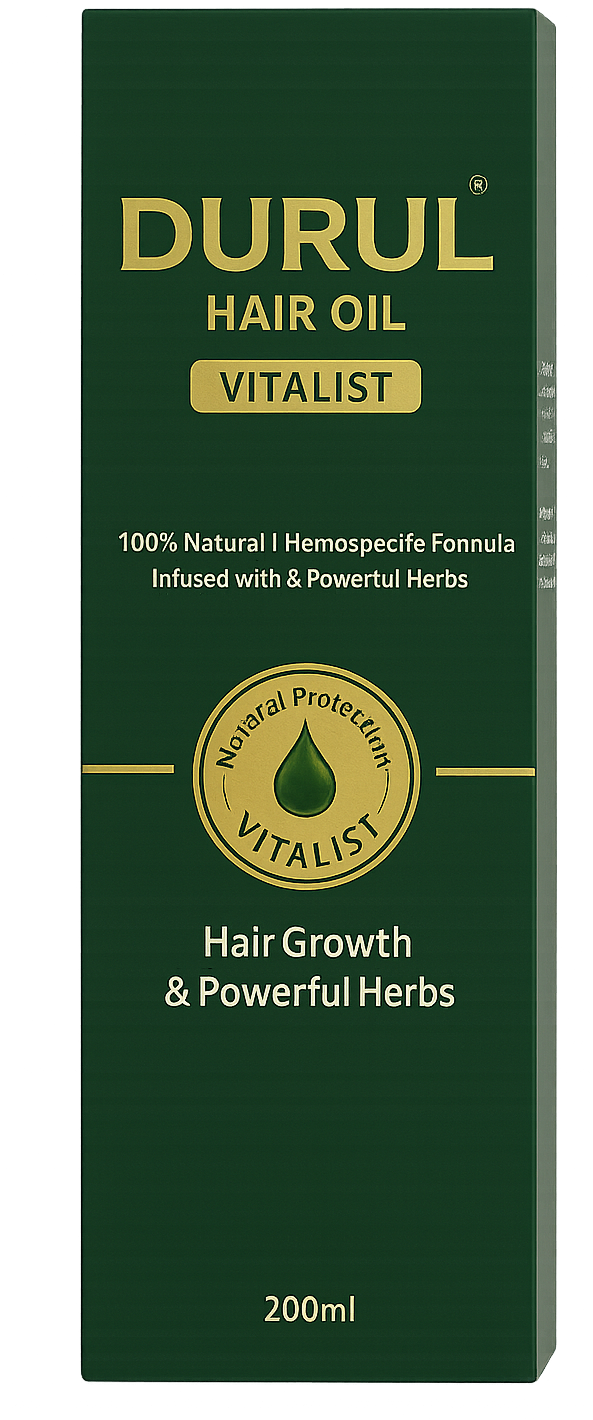 DURUL®
HAIR OIL
VITALIST
100% Natural I Hemospecife Fonnula
Infused with & Powertul Herbs
VITALIST
Hair Growth
& Powerful Herbs
200ml